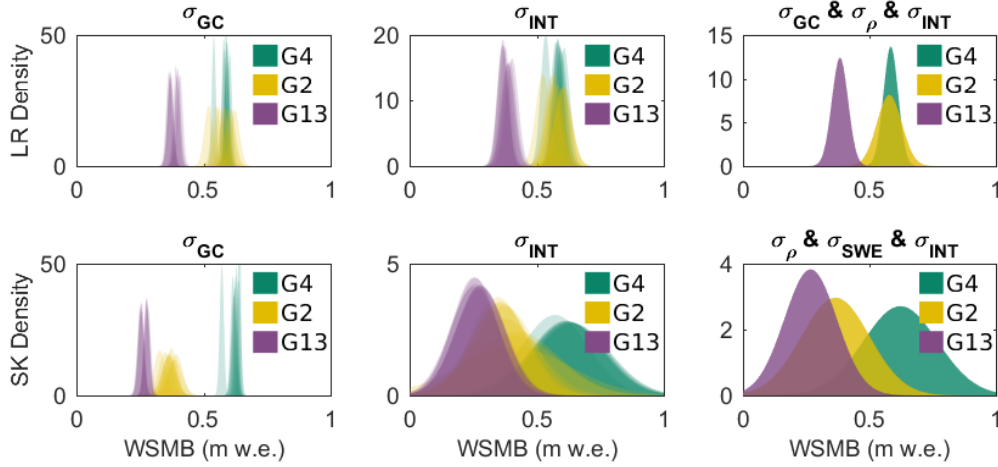 σGC
σINT
σGC & σρ & σINT
LR Density
50
0
0
0.5
1
G4
G2
G13
20
10
0
0
0.5
1
G4
G2
G13
15
10
5
0
0
0.5
1
G4
G2
G13
σGC
σINT
σρ & σSWE & σINT
SK Density
50
0
0
0.5
1
G4
G2
G13
WSMB (m w.e.)
5
0
0
0.5
1
G4
G2
G13
WSMB (m w.e.)
4
2
0
0
0.5
1
G4
G2
G13
WSMB (m w.e.)